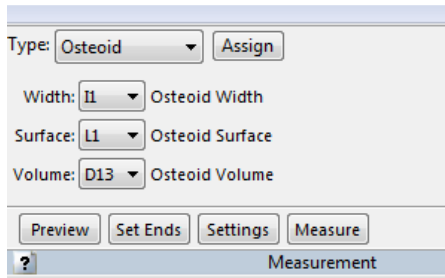 Type: Osteoid Assign
Width: I1 Osteoid Width
Surface: L1 Osteoid Surface
Volume: D13 Osteoid Volume
Preview Set Ends Settings Measure
? Measurement